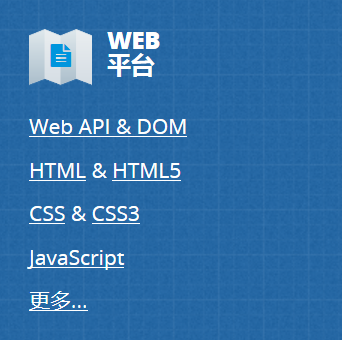 WEB
平台
Web API & DOM
HTML & HTML5
CSS & CSS3
JavaScript
更多...